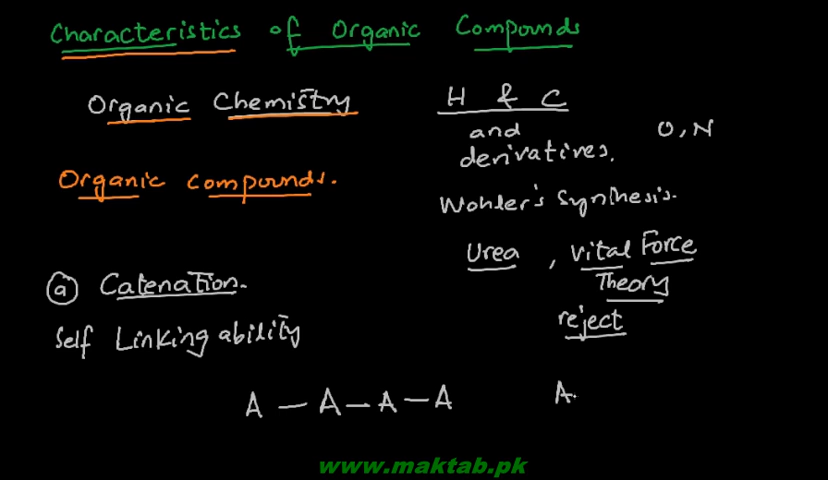 Characteristics of Organic Compounds
Organic Chemistry
H & C
and
derivatives.
O, N
Organic compounds.
Wohler's Synthesis.
Urea, Vital Force
Theory
reject
a Catenation.
Self Linking ability
A — A — A — A
A
www.maktab.pk